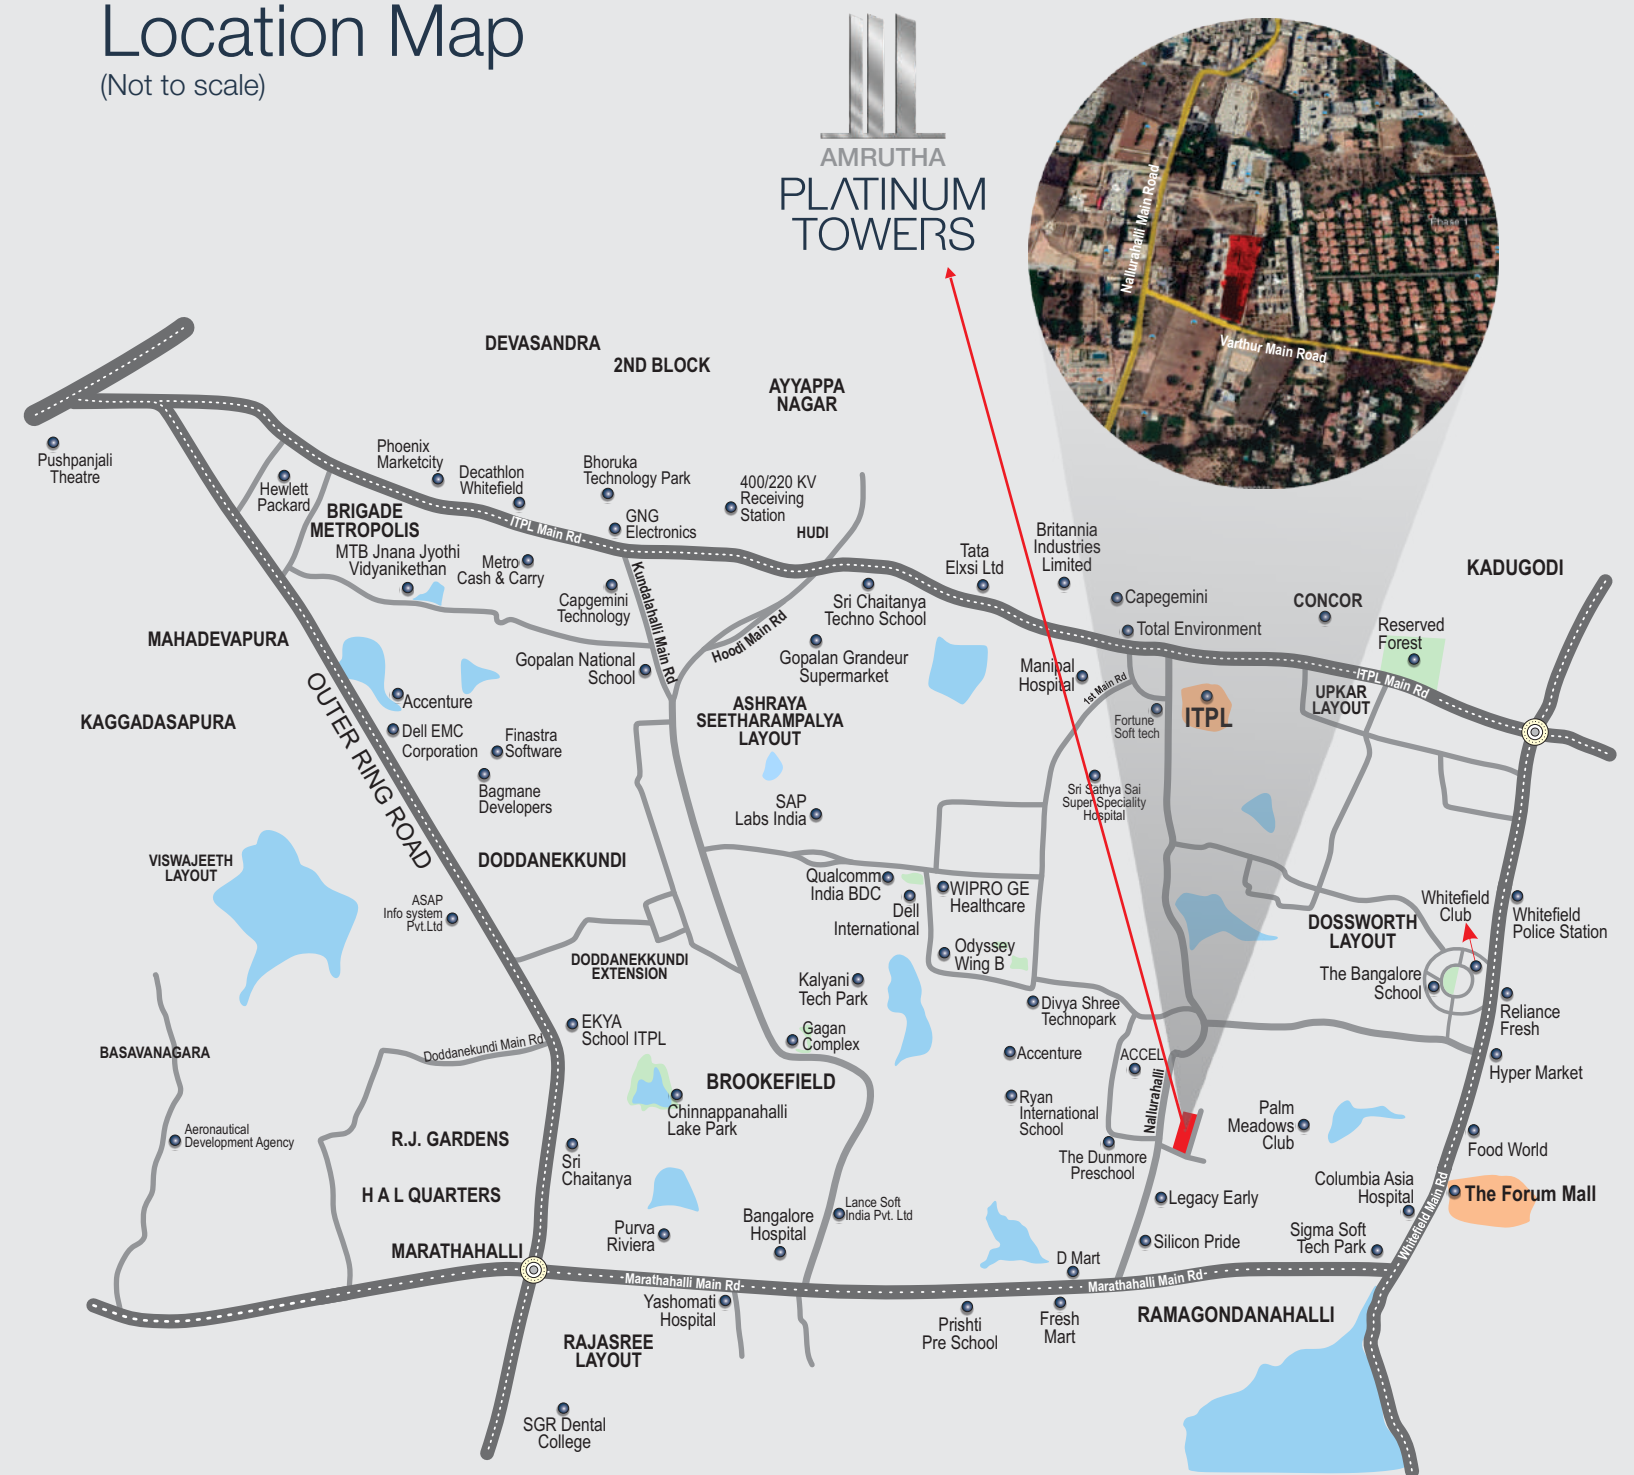 Location Map
(Not to scale)
AMRUTHA
PLATINUM
TOWERS
Nallurahalli Main Road
Phase 1
Varthur Main Road
DEVASANDRA
2ND BLOCK
AYYAPPA
NAGAR
Pushpanjali
Theatre
Hewlett
Packard
Phoenix
Marketcity
Decathlon
Whitefield
Bhoruka
Technology Park
GNG
Electronics
400/220 KV
Receiving
Station
HUDI
BRIGADE
METROPOLIS
MTB Jnana Jyothi
Vidyanikethan
Metro
Cash & Carry
ITPL Main Rd
Capgemini
Technology
Kundalahalli Main Rd
Hoodi Main Rd
Sri Chaitanya
Techno School
Tata
Elxsi Ltd
Britannia
Industries
Limited
Capegemini
Total Environment
CONCOR
Reserved
Forest
KADUGODI
MAHADEVAPURA
Gopalan National
School
Gopalan Grandeur
Supermarket
Manipal
Hospital
1st Main Rd
Fortune
Soft tech
ITPL
UPKAR
LAYOUT
ITPL Main Rd
KAGGADASAPURA
OUTER RING ROAD
Accenture
Dell EMC
Corporation
Finastra
Software
Bagmane
Developers
ASHRAYA
SEETHARAMPALYA
LAYOUT
SAP
Labs India
Sri Sathya Sai
Super Speciality
Hospital
VISWAJEETH
LAYOUT
DODDANEKKUNDI
ASAP
Info system
Pvt.Ltd
Qualcomm
India BDC
Dell
International
WIPRO GE
Healthcare
Odyssey
Wing B
DOSSWORTH
LAYOUT
Whitefield
Club
Whitefield
Police Station
The Bangalore
School
Reliance
Fresh
Hyper Market
DODDANEKKUNDI
EXTENSION
Kalyani
Tech Park
Divya Shree
Technopark
EKYA
School ITPL
Gagan
Complex
Accenture
ACCEL
BASAVANAGARA
Doddanekundi Main Rd
BROOKEFIELD
Chinnappanahalli
Lake Park
Ryan
International
School
Nallurahalli
Palm
Meadows
Club
Food World
Aeronautical
Development Agency
R.J. GARDENS
Sri
Chaitanya
The Dunmore
Preschool
H A L QUARTERS
Legacy Early
Columbia Asia
Hospital
The Forum Mall
Lance Soft
India Pvt. Ltd
Purva
Riviera
Bangalore
Hospital
Silicon Pride
Sigma Soft
Tech Park
Whitefield Main Rd
MARATHAHALLI
D Mart
Marathahalli Main Rd
Marathahalli Main Rd
Yashomati
Hospital
Prishti
Pre School
Fresh
Mart
RAMAGONDANAHALLI
RAJASREE
LAYOUT
SGR Dental
College